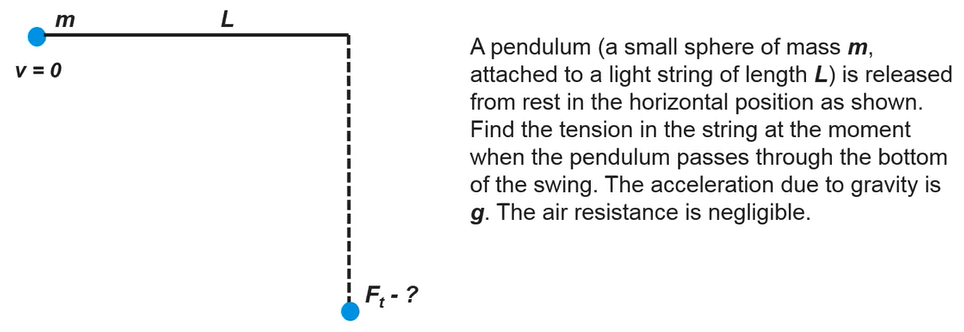 m
L
v = 0
A pendulum (a small sphere of mass m,
attached to a light string of length L) is released
from rest in the horizontal position as shown.
Find the tension in the string at the moment
when the pendulum passes through the bottom
of the swing. The acceleration due to gravity is
g. The air resistance is negligible.
Ft - ?